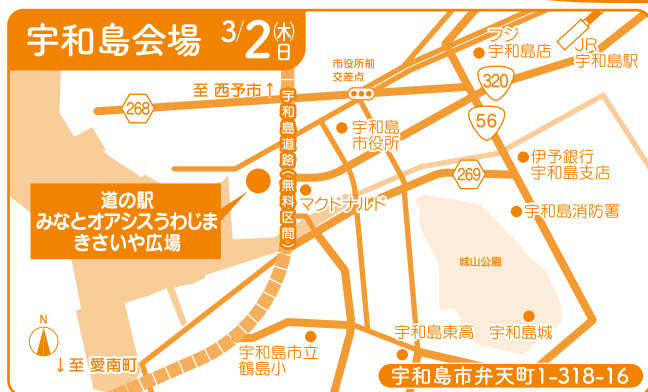 宇和島会場 3/2(木)日
市役所前
交差点
フジ
宇和島店
JR
宇和島駅
至 西予市↑
268
320
56
宇和島道路(無料区間)
宇和島
市役所
伊予銀行
宇和島支店
269
道の駅
みなとオアシスうわじま
きさいや広場
マクドナルド
宇和島消防署
城山公園
N
↓至 愛南町
宇和島市立
鶴島小
宇和島東高
宇和島城
宇和島市弁天町1-318-16